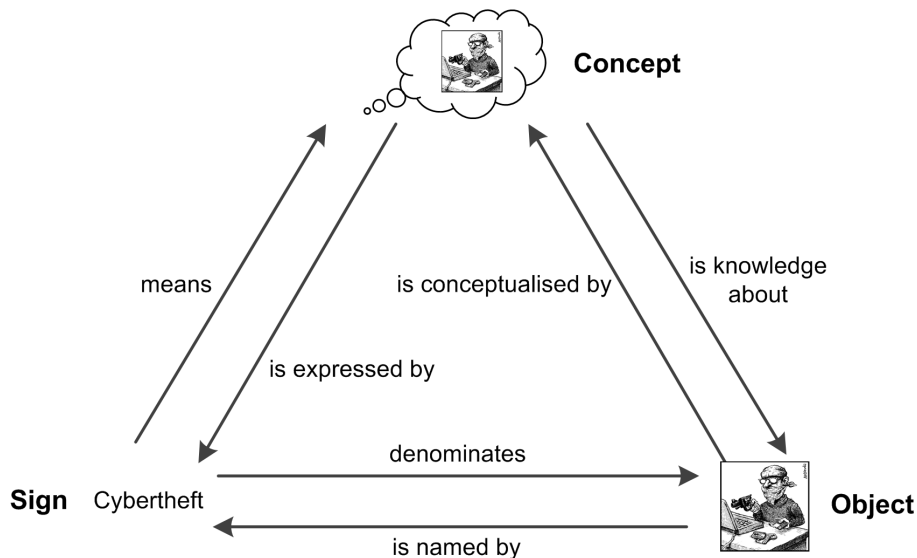 Concept
means
is conceptualised by
is knowledge
about
is expressed by
denominates
Sign Cybertheft
Object
is named by